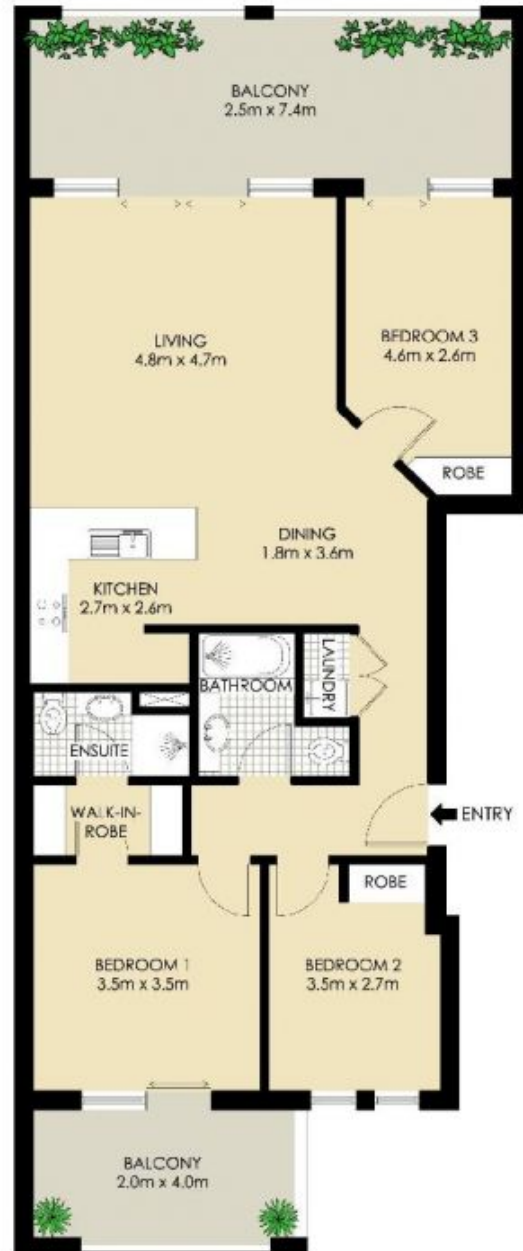 BALCONY
2.5m x 7.4m
LIVING
4.8m x 4.7m
BEDROOM 3
4.6m x 2.6m
ROBE
DINING
1.8m x 3.6m
KITCHEN
2.7m x 2.6m
BATHROOM
LAUNDRY
ENSUITE
WALK-IN-
ROBE
ENTRY
ROBE
BEDROOM 1
3.5m x 3.5m
BEDROOM 2
3.5m x 2.7m
BALCONY
2.0m x 4.0m